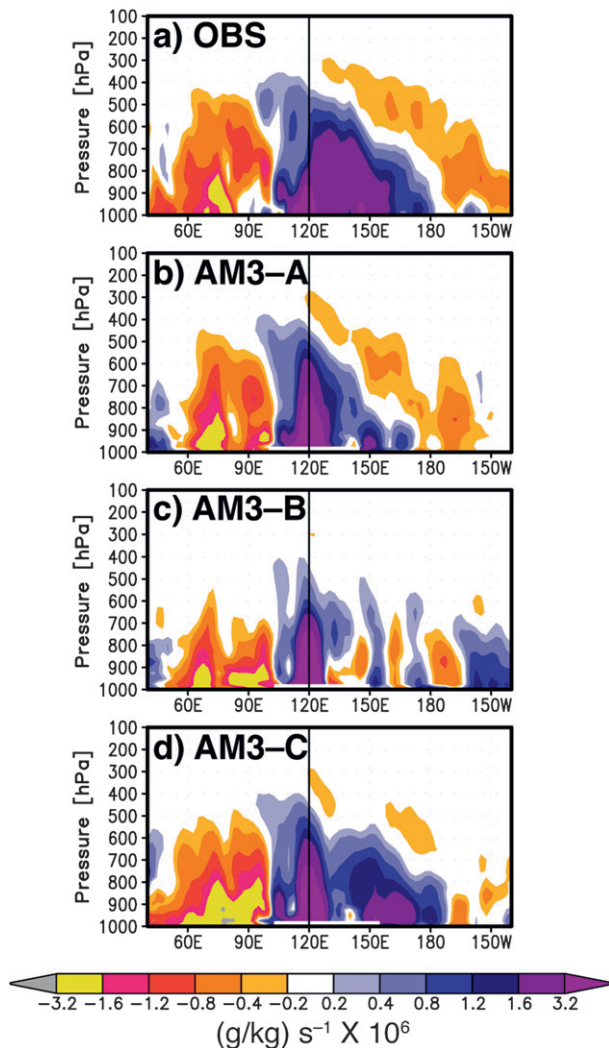 a) OBS
Pressure [hPa]
100
200
300
400
500
600
700
800
900
1000
60E 90E 120E 150E 180 150W
b) AM3–A
Pressure [hPa]
100
200
300
400
500
600
700
800
900
1000
60E 90E 120E 150E 180 150W
c) AM3–B
Pressure [hPa]
100
200
300
400
500
600
700
800
900
1000
60E 90E 120E 150E 180 150W
d) AM3–C
Pressure [hPa]
100
200
300
400
500
600
700
800
900
1000
60E 90E 120E 150E 180 150W
−3.2 −1.6 −1.2 −0.8 −0.4 −0.2 0.2 0.4 0.8 1.2 1.6 3.2
(g/kg) s⁻¹ X 10⁶